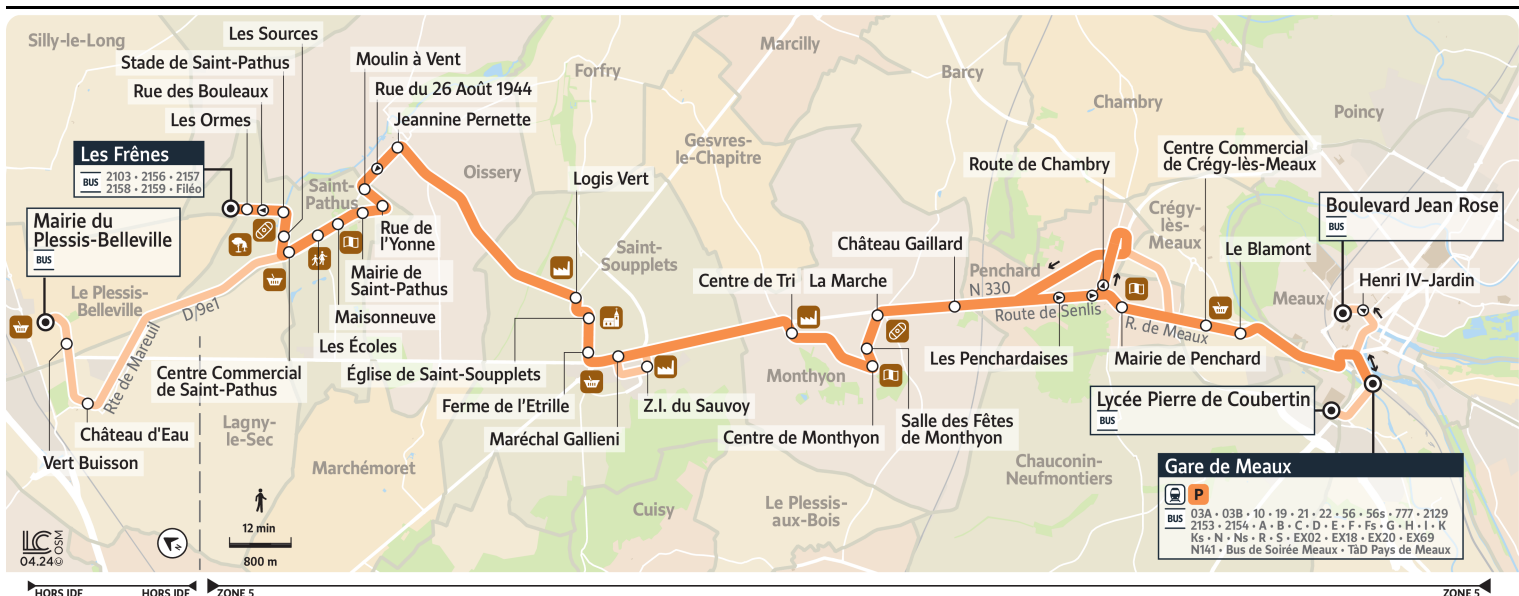 Silly-le-Long
Les Sources
Stade de Saint-Pathus
Rue des Bouleaux
Les Ormes
Moulin à Vent
Rue du 26 Août 1944
Jeannine Pernette
Forfry
Marcilly
Barcy
Chambry
Poincy
Les Frênes
BUS
2103 • 2156 • 2157
2158 • 2159 • Filéo
Saint-
Pathus
Oissery
Gesvres-
le-Chapitre
Logis Vert
Route de Chambry
Centre Commercial
de Crégy-lès-Meaux
Mairie du
Plessis-Belleville
BUS
Rue de
l'Yonne
Mairie de
Saint-Pathus
Maisonneuve
Les Écoles
Centre Commercial
de Saint-Pathus
Le Plessis-
Belleville
D/9e1
Rte de Mareuil
Château d'Eau
Vert Buisson
Lagny-
le-Sec
Marchémoret
Saint-
Soupplets
Église de Saint-Soupplets
Ferme de l'Etrille
Maréchal Gallieni
Z.I. du Sauvoy
Centre de Tri
La Marche
Château Gaillard
Monthyon
Centre de Monthyon
Salle des Fêtes
de Monthyon
Cuisy
Le Plessis-
aux-Bois
Penchard
N 330
Route de Senlis
Les Penchardaises
R. de Meaux
Mairie de Penchard
Crégy-
lès-
Meaux
Le Blamont
Boulevard Jean Rose
BUS
Meaux
Henri IV–Jardin
Chauconin-
Neufmontiers
Lycée Pierre de Coubertin
BUS
Gare de Meaux
P
BUS
03A • 03B • 10 • 19 • 21 • 22 • 56 • 56s • 777 • 2129
2153 • 2154 • A • B • C • D • E • F • Fs • G • H • I • K
Ks • N • Ns • R • S • EX02 • EX18 • EX20 • EX69
N141 • Bus de Soirée Meaux • TàD Pays de Meaux
LC
04.24 © OSM
N
12 min
800 m
HORS IDF
HORS IDF
ZONE 5
ZONE 5